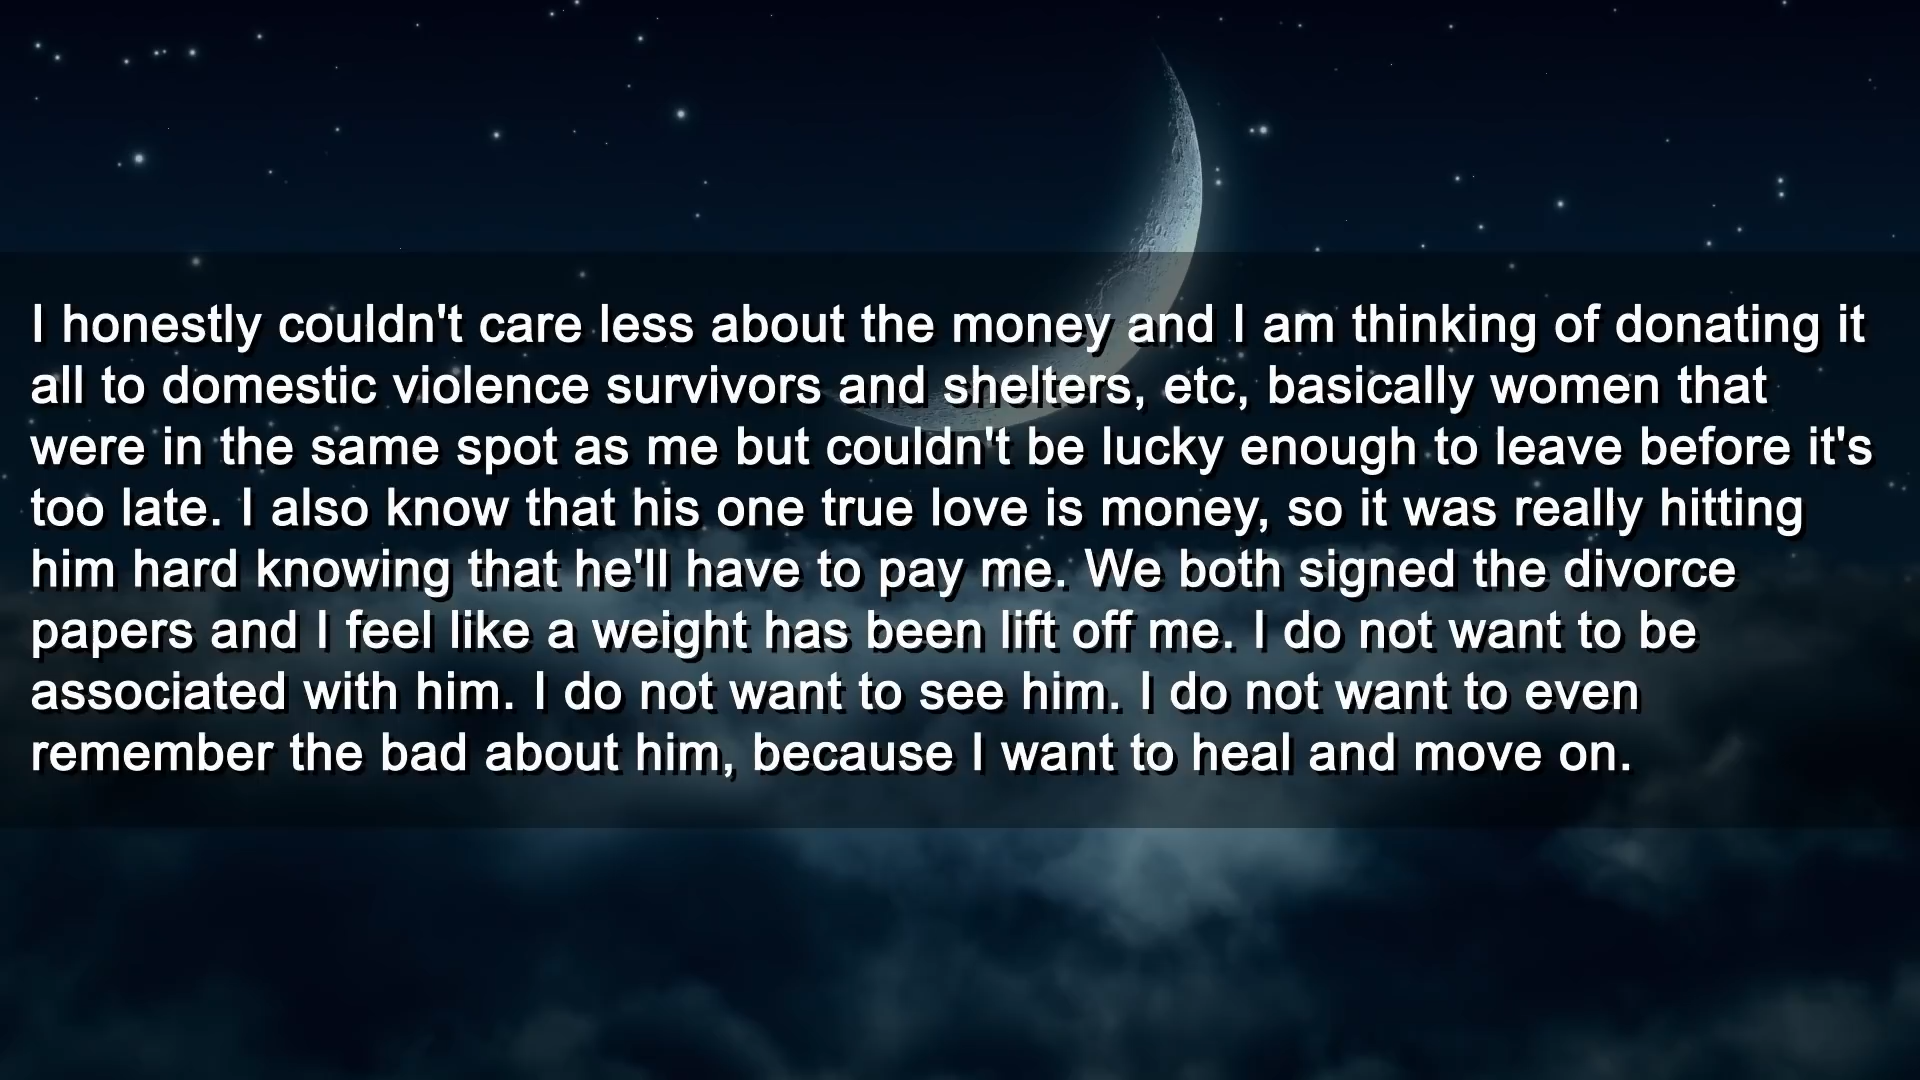 I honestly couldn't care less about the money and I am thinking of donating it
all to domestic violence survivors and shelters, etc, basically women that
were in the same spot as me but couldn't be lucky enough to leave before it's
too late. I also know that his one true love is money, so it was really hitting
him hard knowing that he'll have to pay me. We both signed the divorce
papers and I feel like a weight has been lift off me. I do not want to be
associated with him. I do not want to see him. I do not want to even
remember the bad about him, because I want to heal and move on.